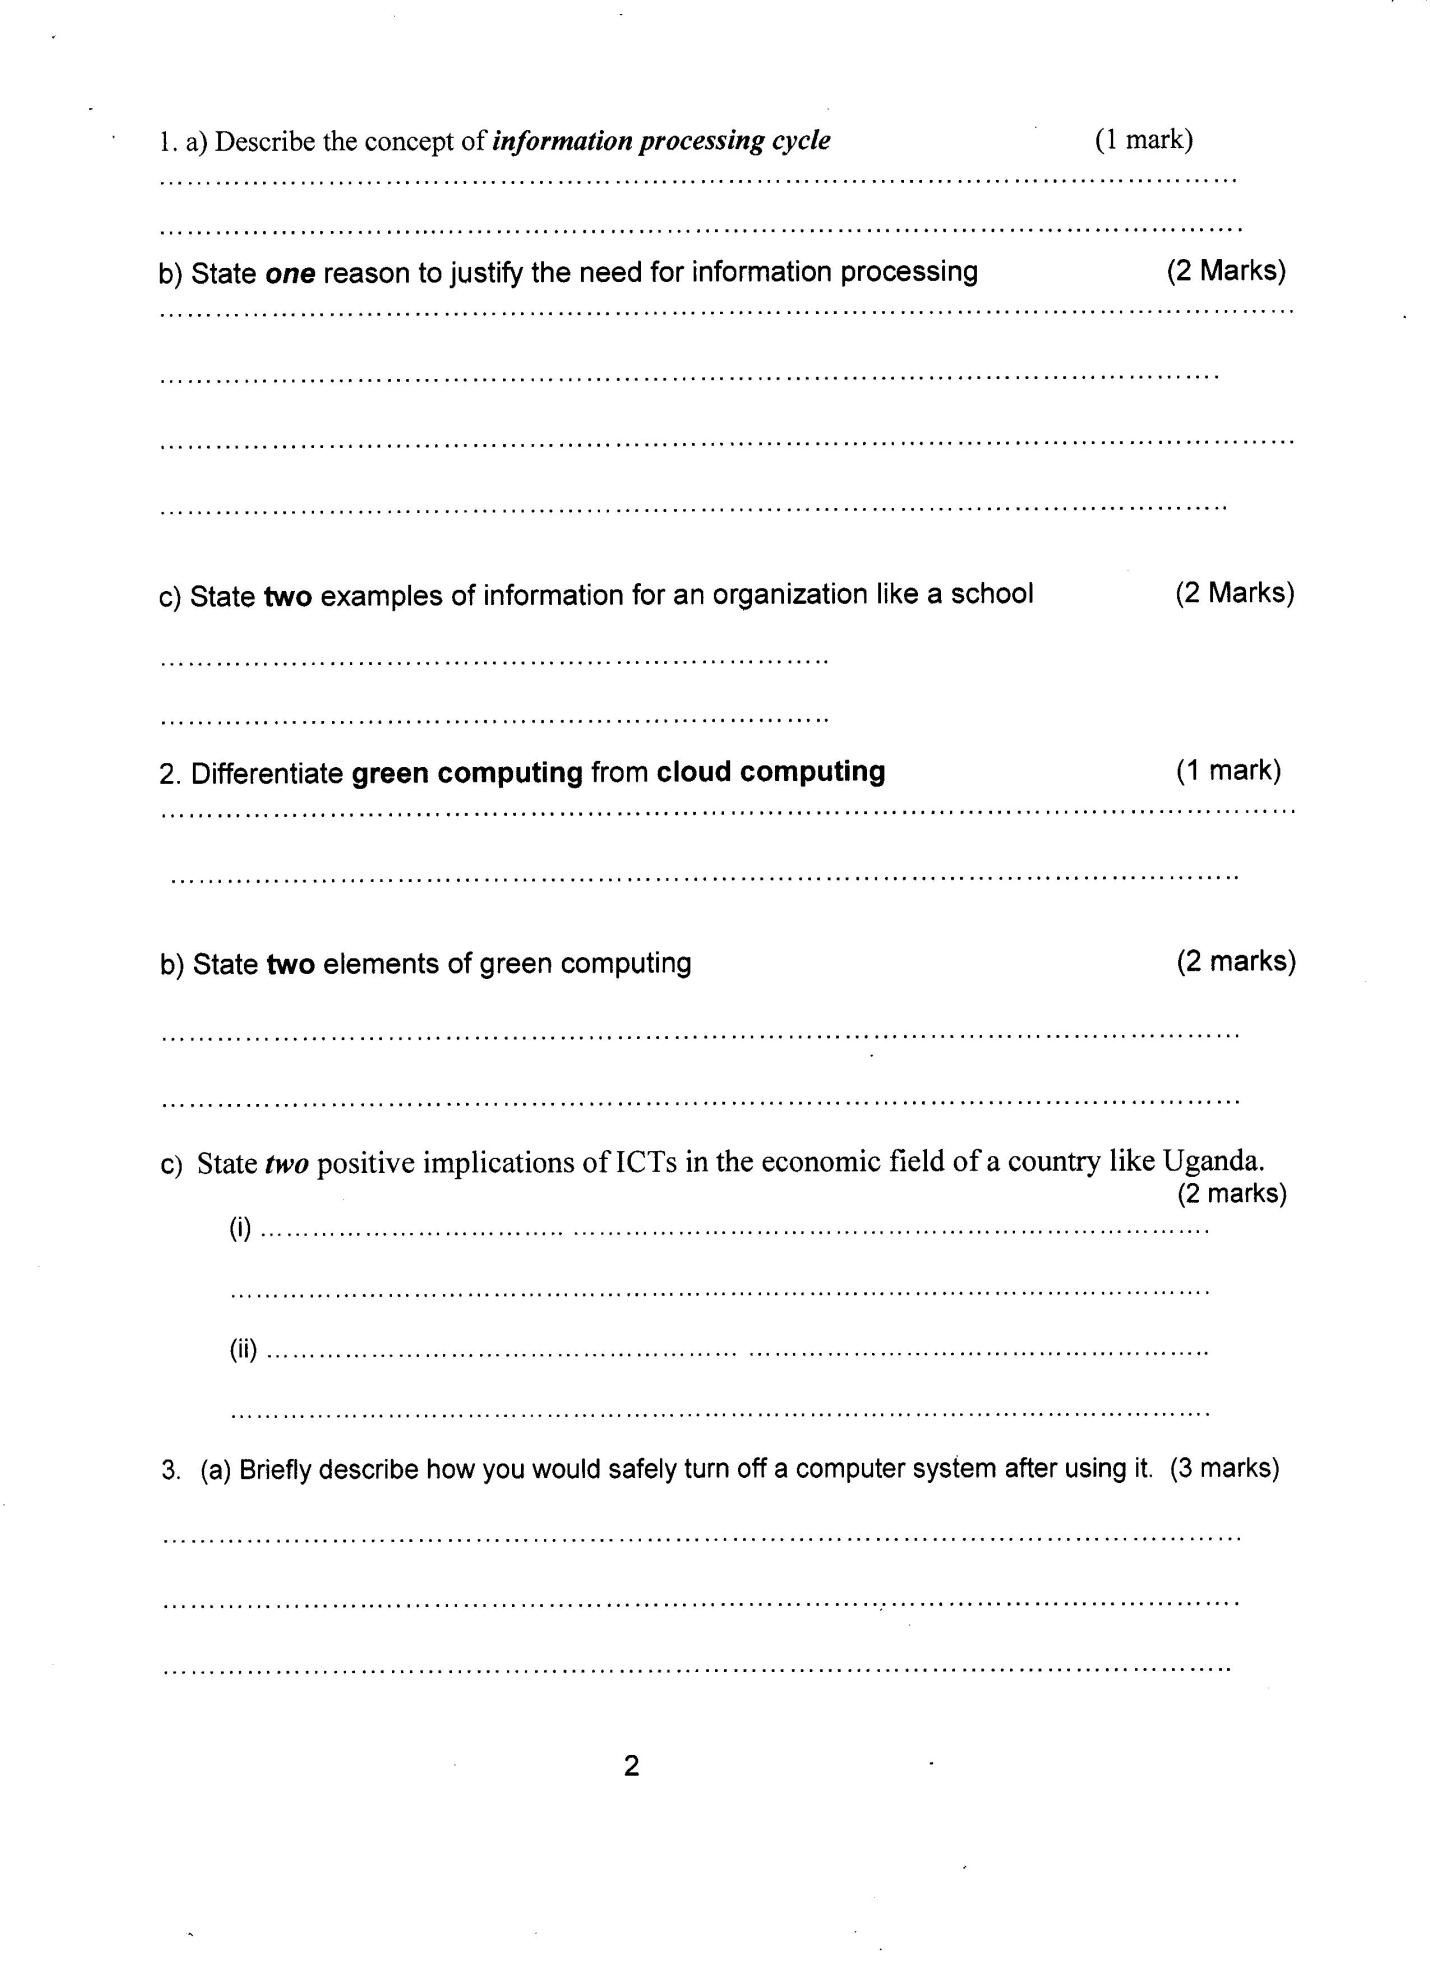 1. a) Describe the concept of information processing cycle (1 mark)
........................................................................
........................................................................
b) State one reason to justify the need for information processing (2 Marks)
........................................................................
........................................................................
........................................................................
........................................................................
c) State two examples of information for an organization like a school (2 Marks)
........................................................................
........................................................................
2. Differentiate green computing from cloud computing (1 mark)
........................................................................
........................................................................
b) State two elements of green computing (2 marks)
........................................................................
........................................................................
c) State two positive implications of ICTs in the economic field of a country like Uganda.
(2 marks)
(i) ........................................................................
........................................................................
(ii) ........................................................................
........................................................................
3. (a) Briefly describe how you would safely turn off a computer system after using it. (3 marks)
........................................................................
........................................................................
........................................................................
2